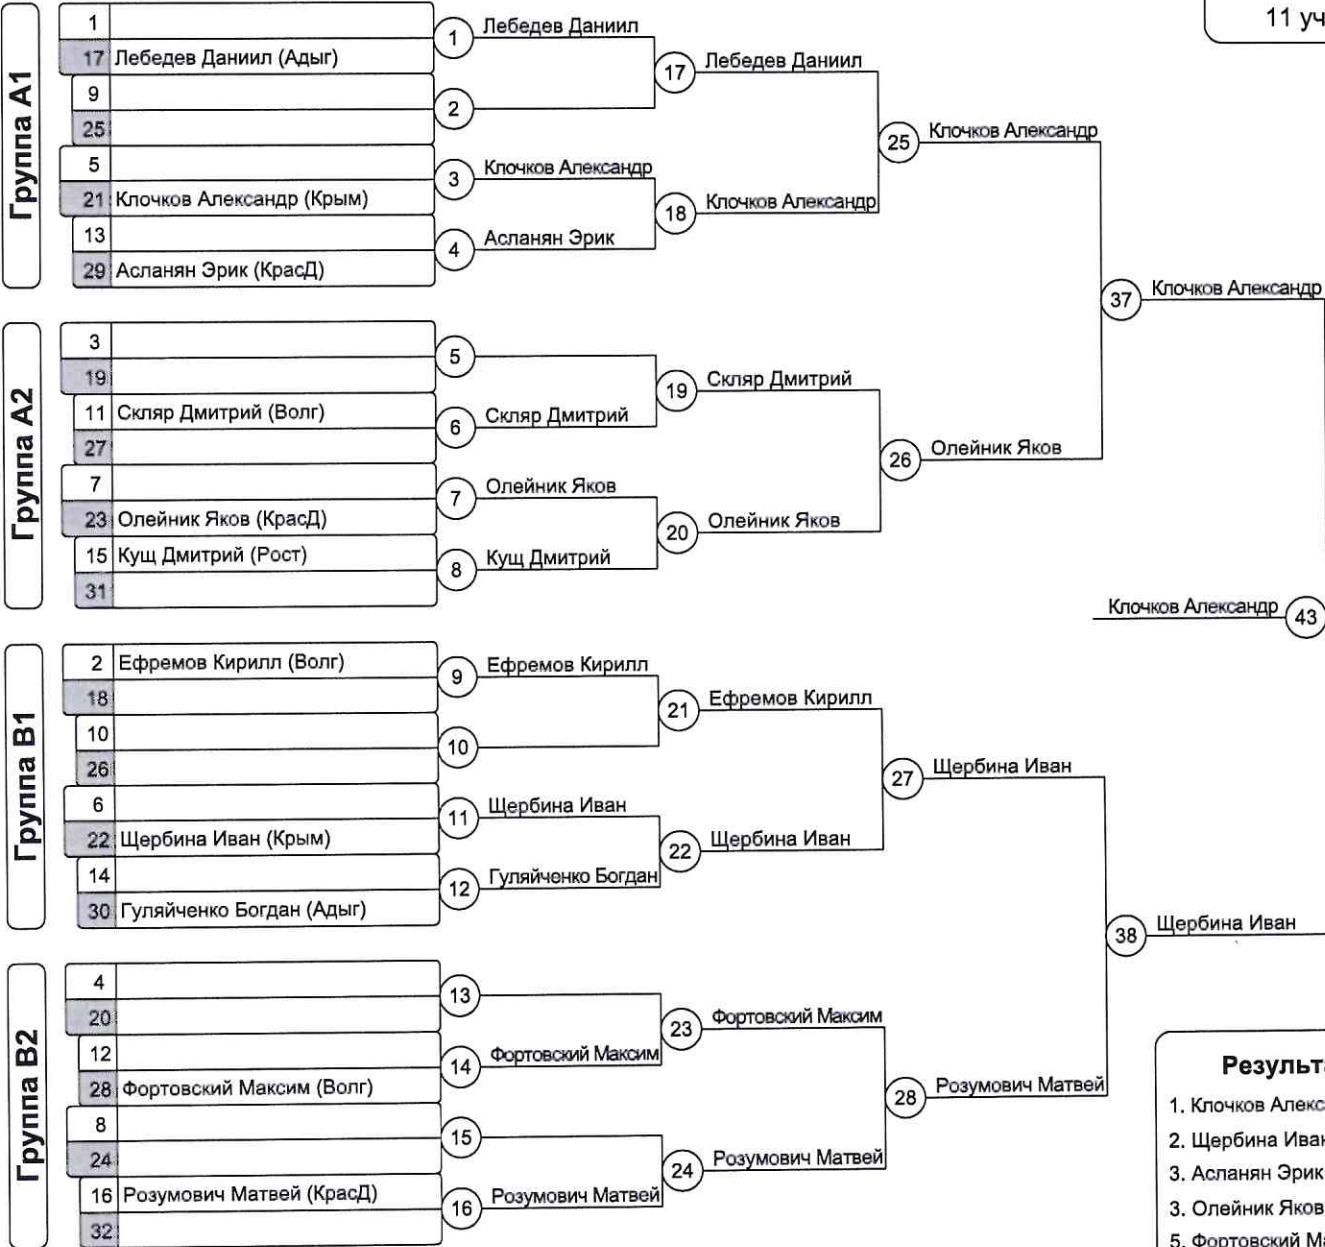 11 уч
Группа A1
1
17 Лебедев Даниил (Адыг)
9
25
5
21 Клочков Александр (Крым)
13
29 Асланян Эрик (КрасД)
1 Лебедев Даниил
2
3 Клочков Александр
4 Асланян Эрик
17 Лебедев Даниил
18 Клочков Александр
25 Клочков Александр
Группа A2
3
19
11 Скляр Дмитрий (Волг)
27
7
23 Олейник Яков (КрасД)
15 Кущ Дмитрий (Рост)
31
5
6 Скляр Дмитрий
7 Олейник Яков
8 Кущ Дмитрий
19 Скляр Дмитрий
20 Олейник Яков
26 Олейник Яков
37 Клочков Александр
Клочков Александр 43
Группа B1
2 Ефремов Кирилл (Волг)
18
10
26
6
22 Щербина Иван (Крым)
14
30 Гуляйченко Богдан (Адыг)
9 Ефремов Кирилл
10
11 Щербина Иван
12 Гуляйченко Богдан
21 Ефремов Кирилл
22 Щербина Иван
27 Щербина Иван
Группа B2
4
20
12
28 Фортовский Максим (Волг)
8
24
16 Розумович Матвей (КрасД)
32
13
14 Фортовский Максим
15
16 Розумович Матвей
23 Фортовский Максим
24 Розумович Матвей
28 Розумович Матвей
38 Щербина Иван
Результа
1. Клочков Алекс
2. Щербина Иван
3. Асланян Эрик
3. Олейник Яков
5. Фортовский Ма